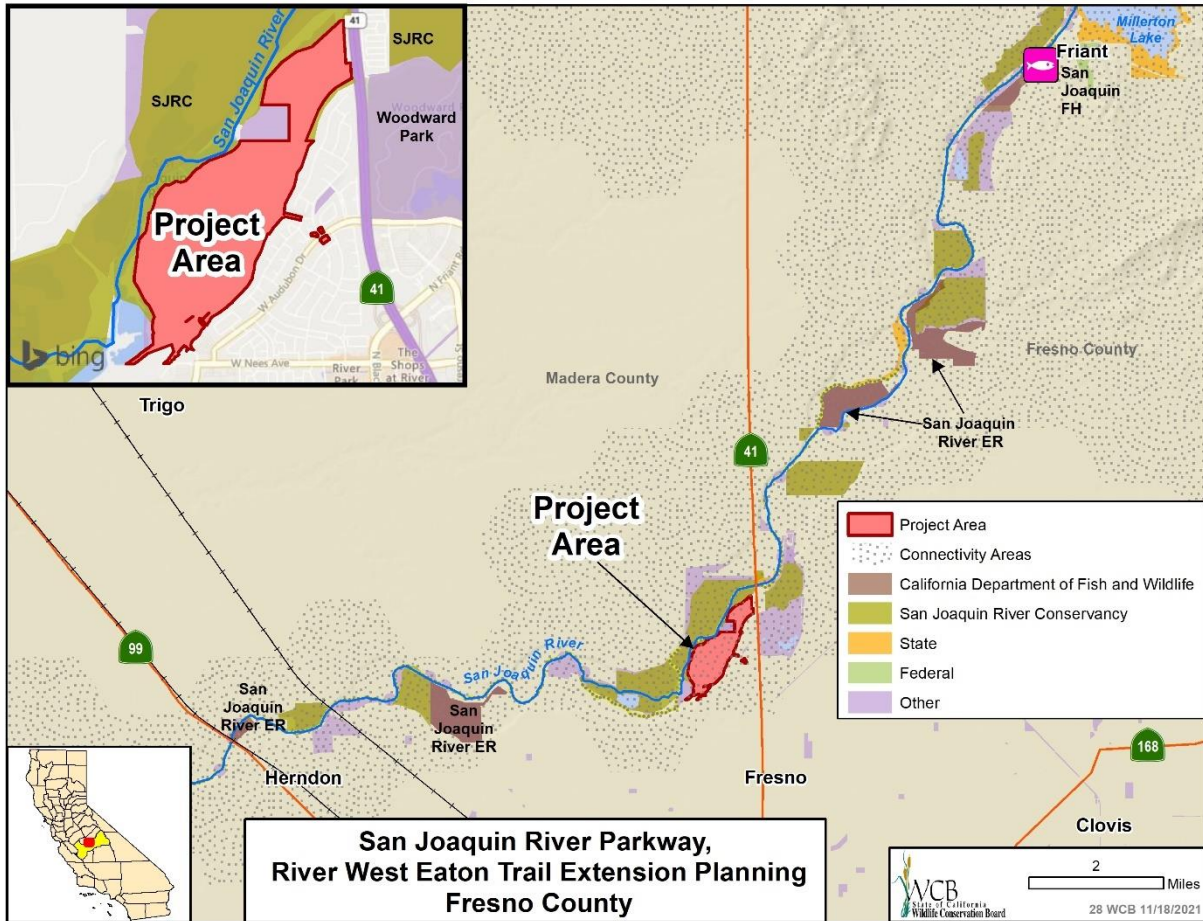 41
SJRC
SJRC
San Joaquin River
Woodward Park
Woodward
Park
Project
Area
W Audubon Dr
N Friant Rd
41
W Nees Ave
N Blac
River
Park
The
Shops
at River
bing
Millerton
Lake
Friant
San
Joaquin
FH
Fresno County
Madera County
San Joaquin
River ER
Trigo
41
Project
Area
99
San Joaquin River
San
Joaquin
River ER
San
Joaquin
River ER
Herndon
Fresno
168
Clovis
Project Area
Connectivity Areas
California Department of Fish and Wildlife
San Joaquin River Conservancy
State
Federal
Other
San Joaquin River Parkway,
River West Eaton Trail Extension Planning
Fresno County
WCB
State of California
Wildlife Conservation Board
2
Miles
28 WCB 11/18/2021